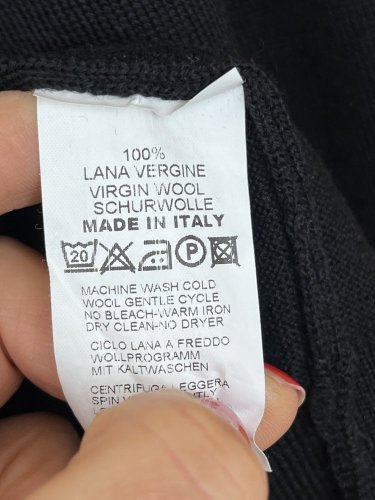 100%
LANA VERGINE
VIRGIN WOOL
SCHURWOLLE
MADE IN ITALY
20 P
MACHINE WASH COLD
WOOL GENTLE CYCLE
NO BLEACH-WARM IRON
DRY CLEAN-NO DRYER
CICLO LANA A FREDDO
WOLLPROGRAMM
MIT KALTWASCHEN
CENTRIFUGA LEGGERA
SPIN